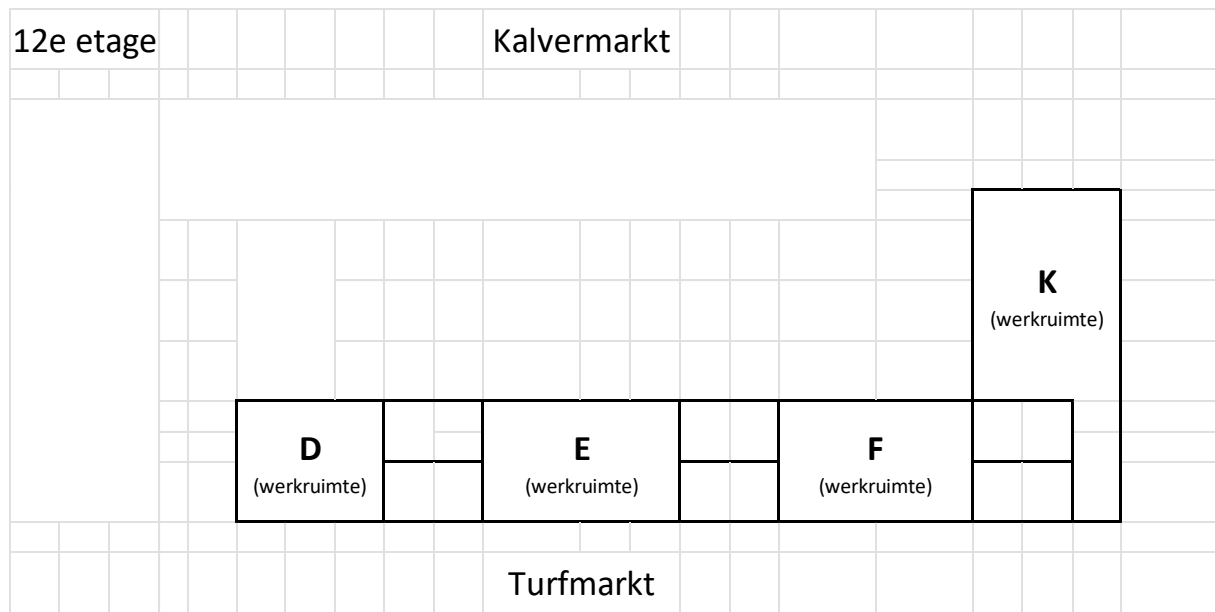 12e etage
Kalvermarkt
K
(werkruimte)
D
(werkruimte)
E
(werkruimte)
F
(werkruimte)
Turfmarkt